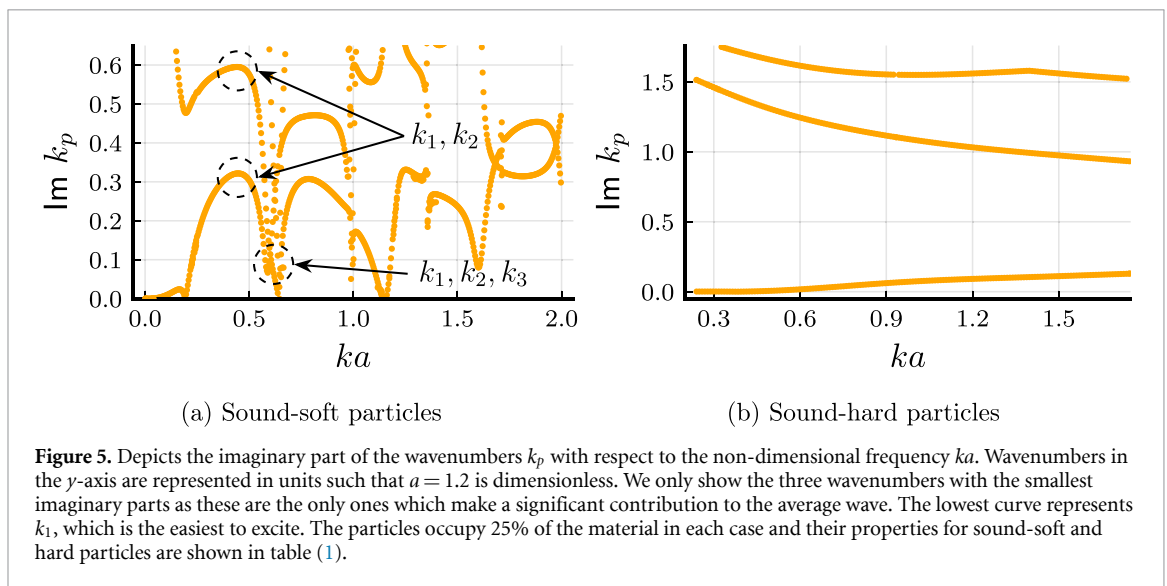 0.6
0.5
0.4
0.3
0.2
0.1
0.0
Im k_p
k₁, k₂
k₁, k₂, k₃
0.0 0.5 1.0 1.5 2.0
ka
(a) Sound-soft particles
1.5
1.0
0.5
0.0
Im k_p
0.3 0.6 0.9 1.2 1.5
ka
(b) Sound-hard particles
Figure 5. Depicts the imaginary part of the wavenumbers k_p with respect to the non-dimensional frequency ka. Wavenumbers in
the y-axis are represented in units such that a = 1.2 is dimensionless. We only show the three wavenumbers with the smallest
imaginary parts as these are the only ones which make a significant contribution to the average wave. The lowest curve represents
k₁, which is the easiest to excite. The particles occupy 25% of the material in each case and their properties for sound-soft and
hard particles are shown in table (1).